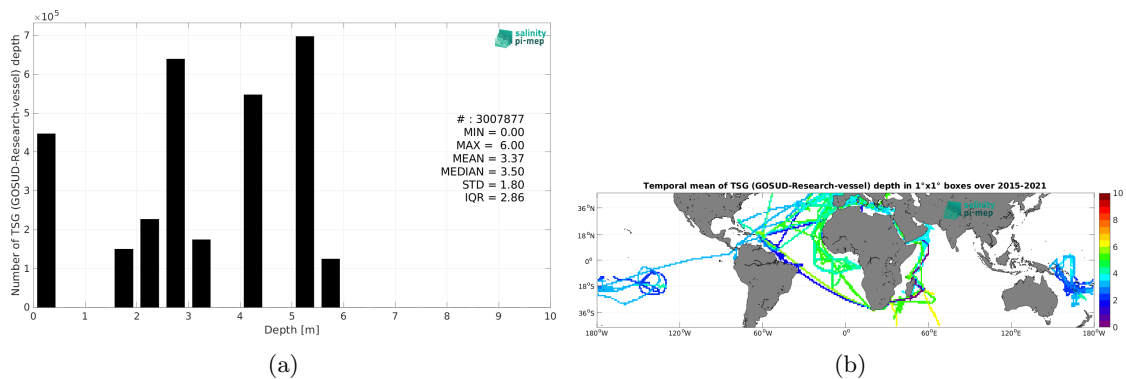 ×10⁵
7
6
5
4
3
2
1
0
Number of TSG (GOSUD-Research-vessel) depth
salinity
pi-mep
# : 3007877
MIN = 0.00
MAX = 6.00
MEAN = 3.37
MEDIAN = 3.50
STD = 1.80
IQR = 2.86
0 1 2 3 4 5 6 7 8 9 10
Depth [m]
(a)
Temporal mean of TSG (GOSUD-Research-vessel) depth in 1°x1° boxes over 2015-2021
salinity
pi-mep
36°N
18°N
0°
18°S
36°S
180°W 120°W 60°W 0° 60°E 120°E 180°W
10
8
6
4
2
0
(b)